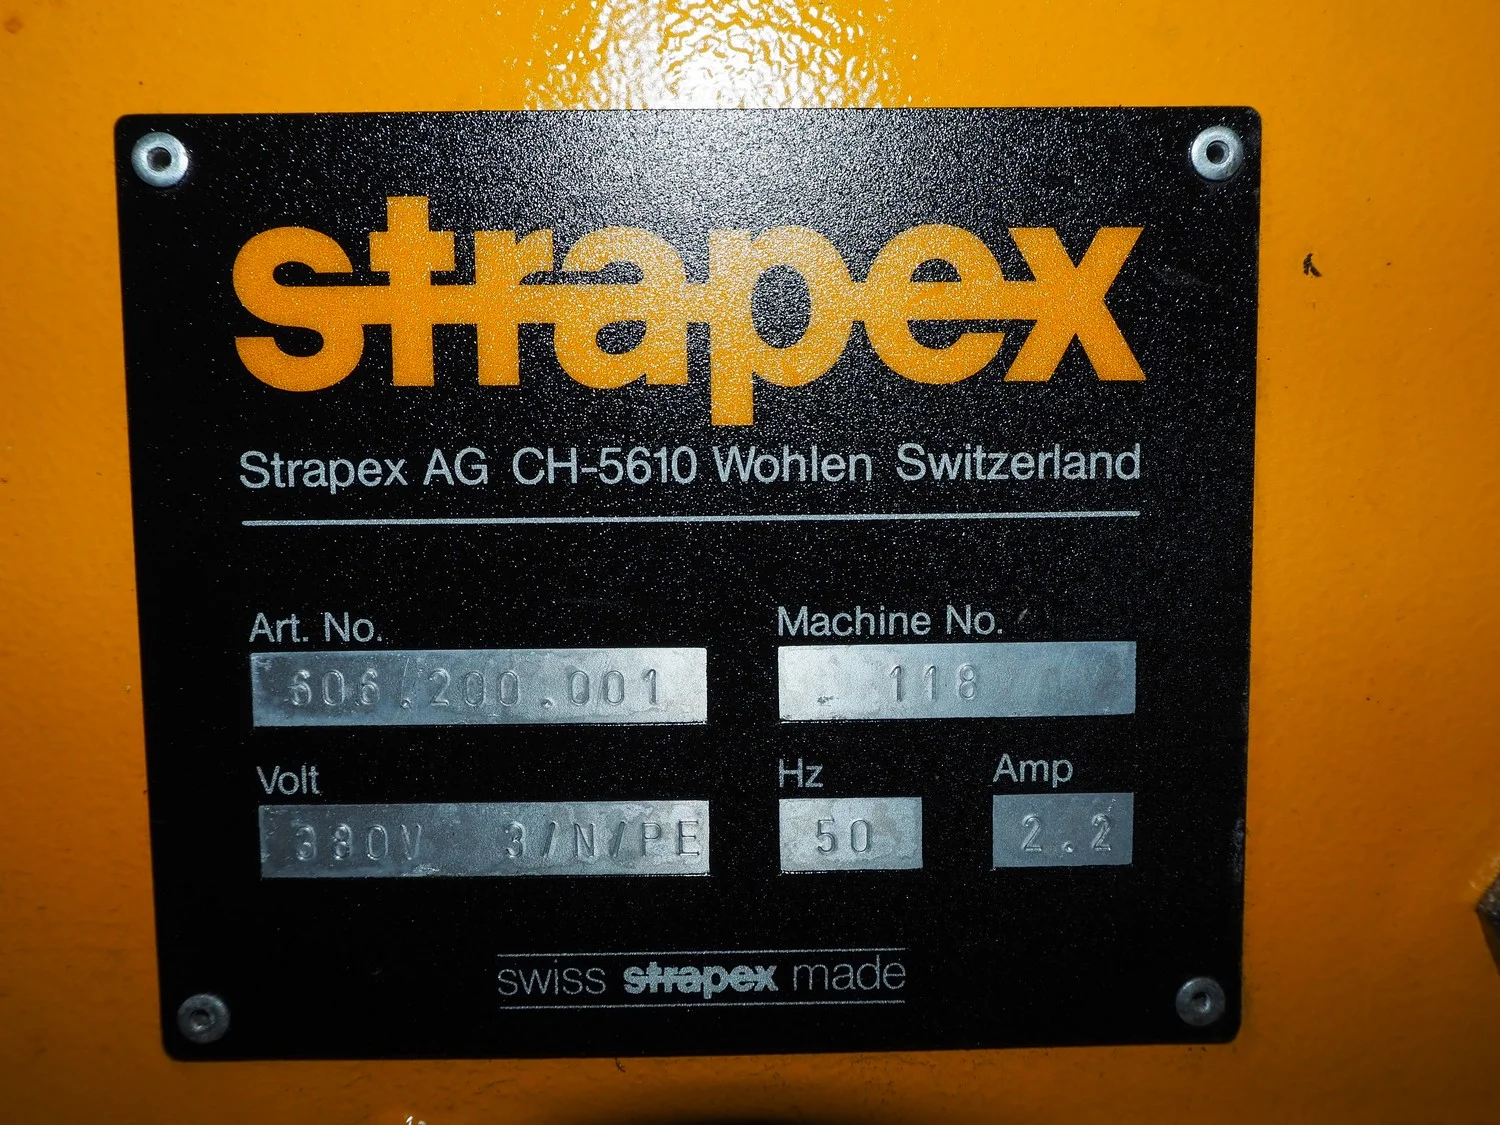 strapex
Strapex AG CH-5610 Wohlen Switzerland
Art. No. Machine No.
606.200.001 118
Volt Hz Amp
380V 3/N/PE 50 2.2
swiss strapex made